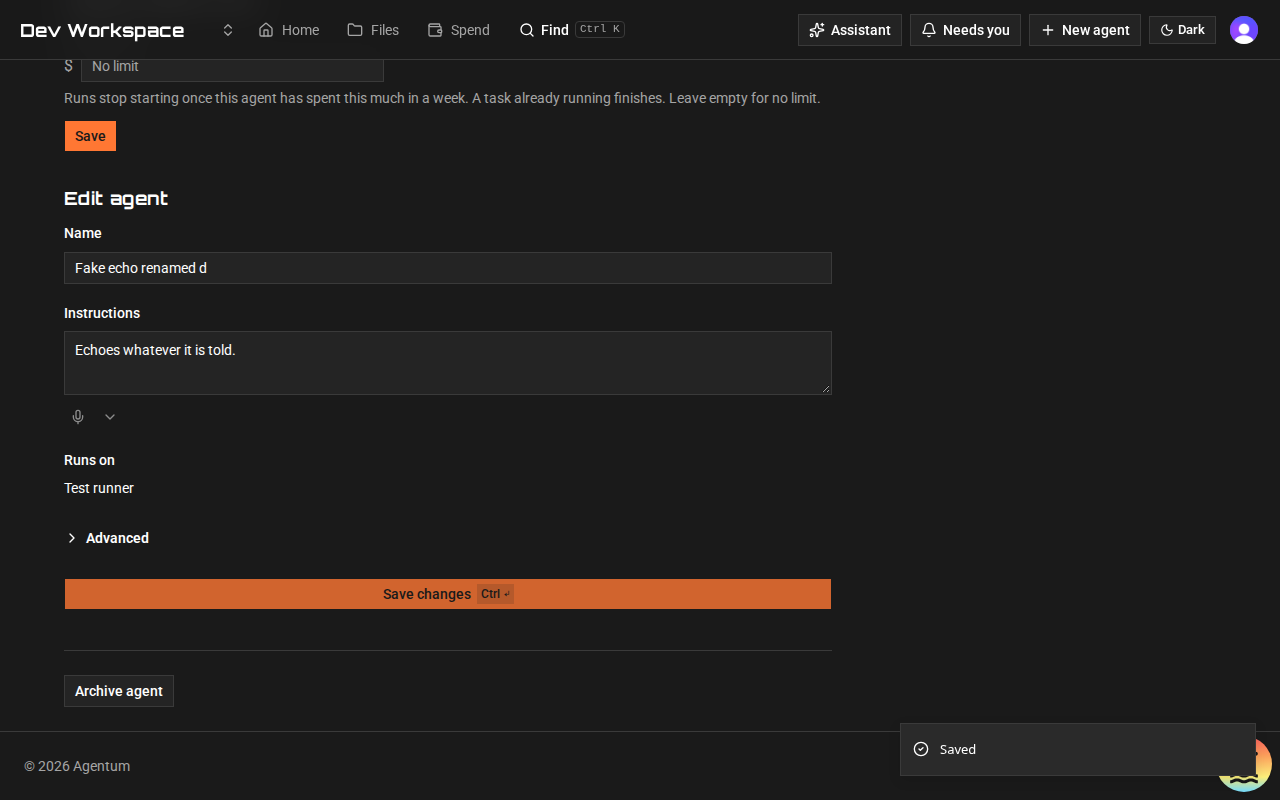 Dev Workspace
Home
Files
Spend
Find Ctrl K
Assistant
Needs you
New agent
Dark
$ No limit
Runs stop starting once this agent has spent this much in a week. A task already running finishes. Leave empty for no limit.
Save
Edit agent
Name
Fake echo renamed d
Instructions
Echoes whatever it is told.
Runs on
Test runner
Advanced
Save changes Ctrl ↵
Archive agent
Saved
© 2026 Agentum